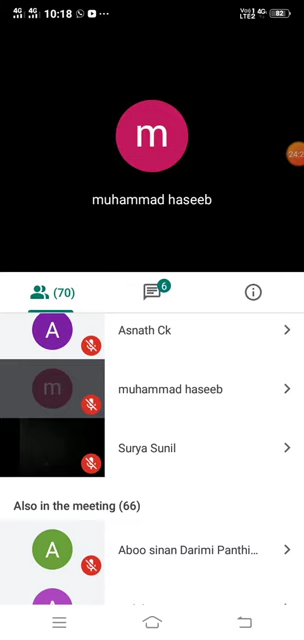 4G 4G 10:18
Vo) 1 4G
LTE2
82
m
muhammad haseeb
24:2
(70)
6
A
Asnath Ck
m
muhammad haseeb
Surya Sunil
Also in the meeting (66)
A
Aboo sinan Darimi Panthi...
A